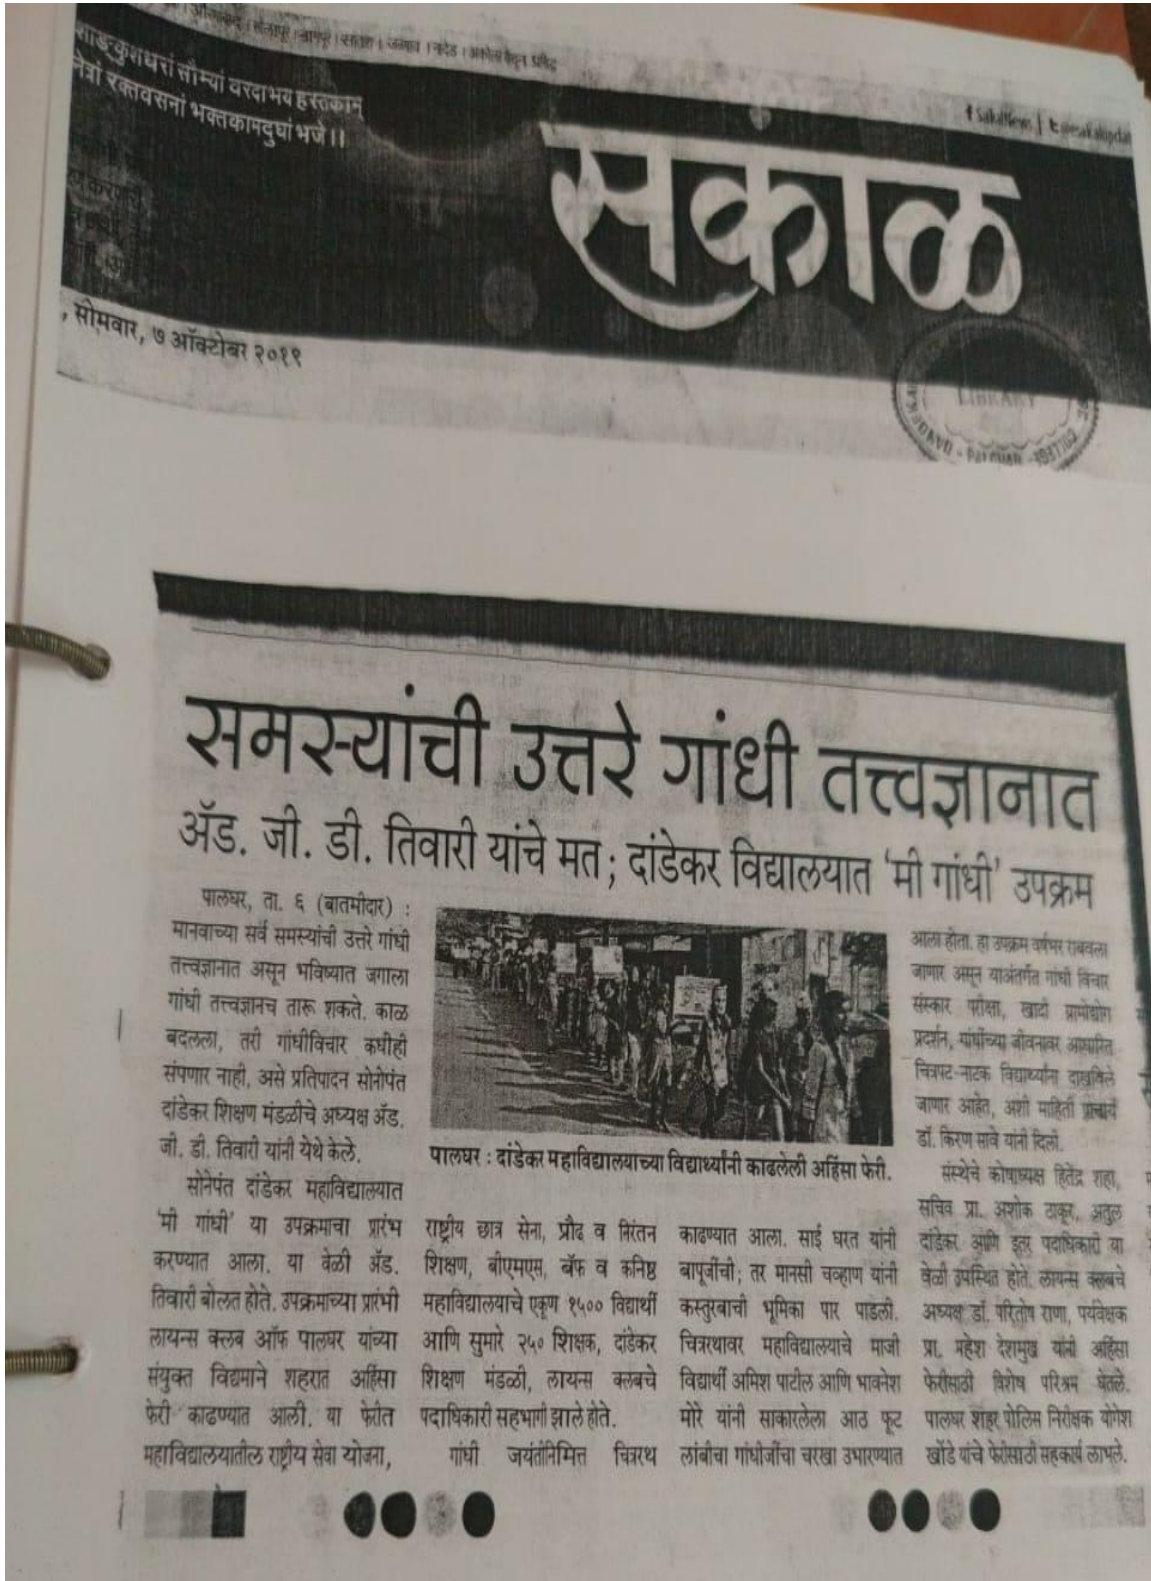 सोलापूर । नागपूर । सातारा । जळगाव । नांदेड । अकोला येथून प्रसिद्ध
कुशधरां सौम्यां वरदाभय हस्तकाम्
नेत्रां रक्तवसनां भक्तकामदुघां भजे ।।
SakalNews |
सकाळ
, सोमवार, ७ ऑक्टोबर २०१९
LIBRARY
DANDEKAR
PALGHAR
COLLEGE
समस्यांची उत्तरे गांधी तत्त्वज्ञानात
ॲड. जी. डी. तिवारी यांचे मत; दांडेकर विद्यालयात 'मी गांधी' उपक्रम
पालघर, ता. ६ (बातमीदार) :
मानवाच्या सर्व समस्यांची उत्तरे गांधी
तत्त्वज्ञानात असून भविष्यात जगाला
गांधी तत्त्वज्ञानच तारू शकते. काळ
बदलला, तरी गांधीविचार कधीही
संपणार नाही, असे प्रतिपादन सोनोपंत
दांडेकर शिक्षण मंडळीचे अध्यक्ष ॲड.
जी. डी. तिवारी यांनी येथे केले.
सोनेपंत दांडेकर महाविद्यालयात
'मी गांधी' या उपक्रमाचा प्रारंभ
करण्यात आला. या वेळी ॲड.
तिवारी बोलत होते. उपक्रमाच्या प्रारंभी
लायन्स क्लब ऑफ पालघर यांच्या
संयुक्त विद्यमाने शहरात अहिंसा
फेरी काढण्यात आली. या फेरीत
महाविद्यालयातील राष्ट्रीय सेवा योजना,
पालघर : दांडेकर महाविद्यालयाच्या विद्यार्थ्यांनी काढलेली अहिंसा फेरी.
राष्ट्रीय छात्र सेना, प्रौढ व निरंतन
शिक्षण, बीएमएस, बॅफ व कनिष्ठ
महाविद्यालयाचे एकूण १५०० विद्यार्थी
आणि सुमारे २५० शिक्षक, दांडेकर
शिक्षण मंडळी, लायन्स क्लबचे
पदाधिकारी सहभागी झाले होते.
गांधी जयंतीनिमित्त चित्ररथ
काढण्यात आला. साई घरत यांनी
बापूजींची; तर मानसी चव्हाण यांनी
कस्तुरबाची भूमिका पार पाडली.
चित्ररथावर महाविद्यालयाचे माजी
विद्यार्थी अमिश पाटील आणि भावनेश
मोरे यांनी साकारलेला आठ फूट
लांबीचा गांधीजींचा चरखा उभारण्यात
आला होता. हा उपक्रम वर्षभर राबवला
जाणार असून याअंतर्गत गांधी विचार
संस्कार परीक्षा, खादी ग्रामोद्योग
प्रदर्शन, गांधींच्या जीवनावर आधारित
चित्रपट-नाटक विद्यार्थ्यांना दाखविले
जाणार आहेत, अशी माहिती प्राचार्य
डॉ. किरण सावे यांनी दिली.
संस्थेचे कोषाध्यक्ष हितेंद्र शहा,
सचिव प्रा. अशोक ठाकूर, अतुल
दांडेकर आणि इतर पदाधिकारी या
वेळी उपस्थित होते. लायन्स क्लबचे
अध्यक्ष डॉ. परितोष राणा, पर्यवेक्षक
प्रा. महेश देशमुख यांनी अहिंसा
फेरीसाठी विशेष परिश्रम घेतले.
पालघर शहर पोलिस निरीक्षक योगेश
खोंडे यांचे फेरीसाठी सहकार्य लाभले.